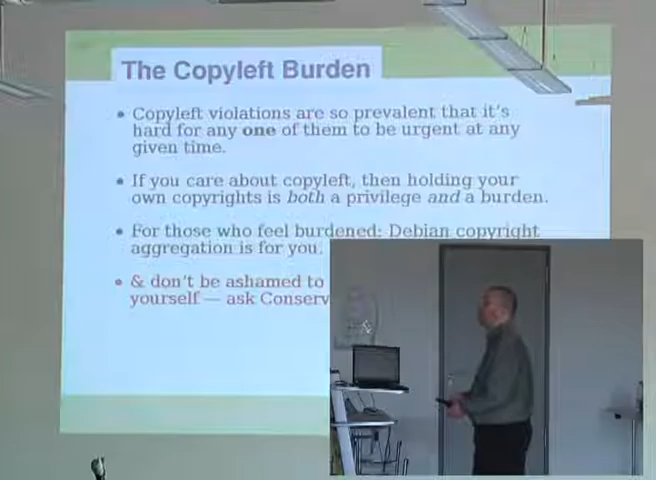 The Copyleft Burden
• Copyleft violations are so prevalent that it's
hard for any one of them to be urgent at any
given time.
• If you care about copyleft, then holding your
own copyrights is both a privilege and a burden.
• For those who feel burdened: Debian copyright
aggregation is for you.
• & don't be ashamed to
yourself — ask Conserv